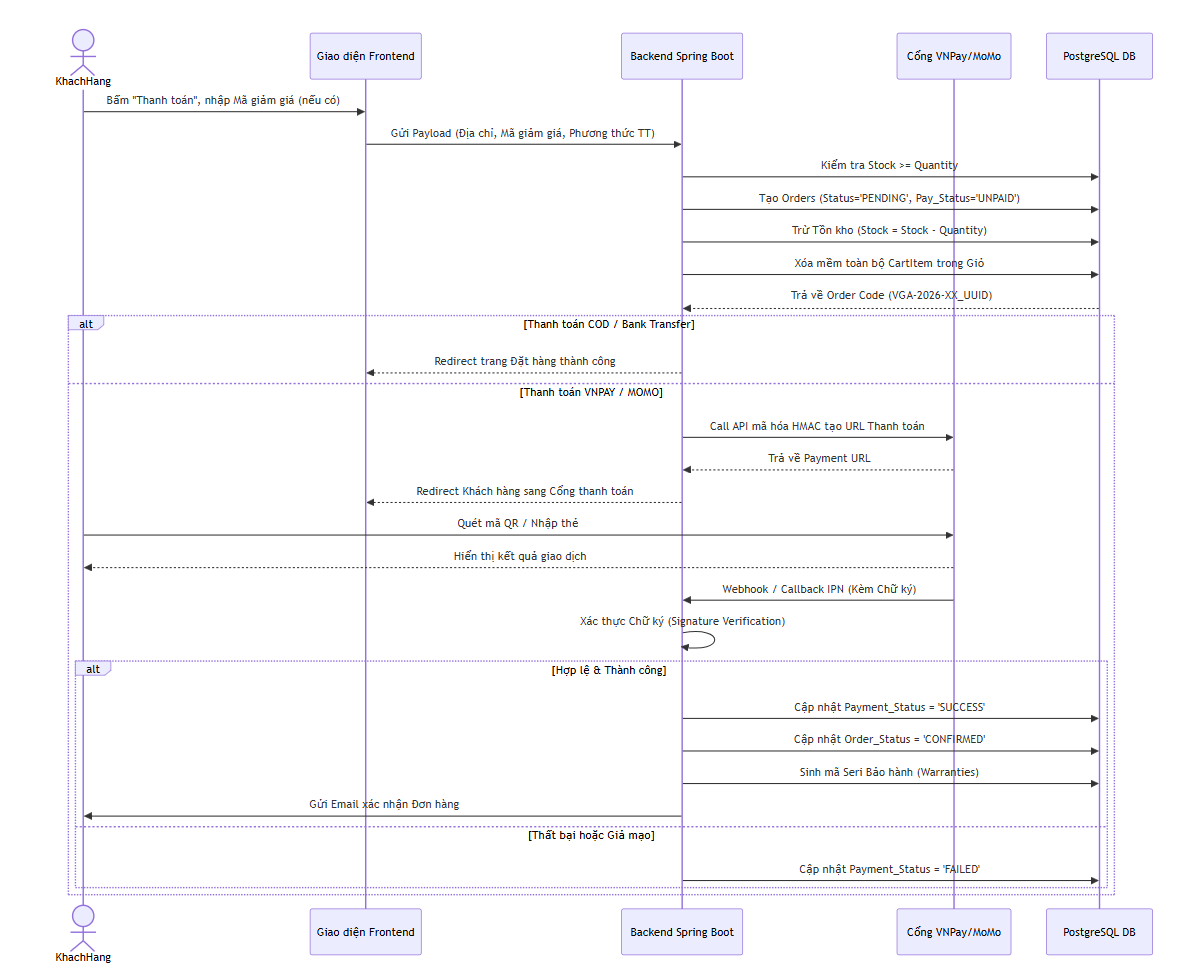 KhachHang
Giao diện Frontend
Backend Spring Boot
Cổng VNPay/MoMo
PostgreSQL DB
Bấm "Thanh toán", nhập Mã giảm giá (nếu có)
Gửi Payload (Địa chỉ, Mã giảm giá, Phương thức TT)
Kiểm tra Stock >= Quantity
Tạo Orders (Status='PENDING', Pay_Status='UNPAID')
Trừ Tồn kho (Stock = Stock - Quantity)
Xóa mềm toàn bộ CartItem trong Giỏ
Trả về Order Code (VGA-2026-XX_UUID)
alt
[Thanh toán COD / Bank Transfer]
Redirect trang Đặt hàng thành công
[Thanh toán VNPAY / MOMO]
Call API mã hóa HMAC tạo URL Thanh toán
Trả về Payment URL
Redirect Khách hàng sang Cổng thanh toán
Quét mã QR / Nhập thẻ
Hiển thị kết quả giao dịch
Webhook / Callback IPN (Kèm Chữ ký)
Xác thực Chữ ký (Signature Verification)
alt
[Hợp lệ & Thành công]
Cập nhật Payment_Status = 'SUCCESS'
Cập nhật Order_Status = 'CONFIRMED'
Sinh mã Seri Bảo hành (Warranties)
Gửi Email xác nhận Đơn hàng
[Thất bại hoặc Giả mạo]
Cập nhật Payment_Status = 'FAILED'
KhachHang
Giao diện Frontend
Backend Spring Boot
Cổng VNPay/MoMo
PostgreSQL DB